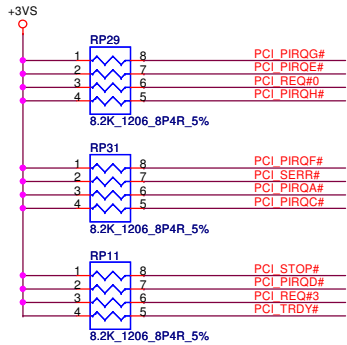 +3VS
RP29
1 8 PCI_PIRQG#
2 7 PCI_PIRQE#
3 6 PCI_REQ#0
4 5 PCI_PIRQH#
8.2K_1206_8P4R_5%
RP31
1 8 PCI_PIRQF#
2 7 PCI_SERR#
3 6 PCI_PIRQA#
4 5 PCI_PIRQC#
8.2K_1206_8P4R_5%
RP11
1 8 PCI_STOP#
2 7 PCI_PIRQD#
3 6 PCI_REQ#3
4 5 PCI_TRDY#
8.2K_1206_8P4R_5%